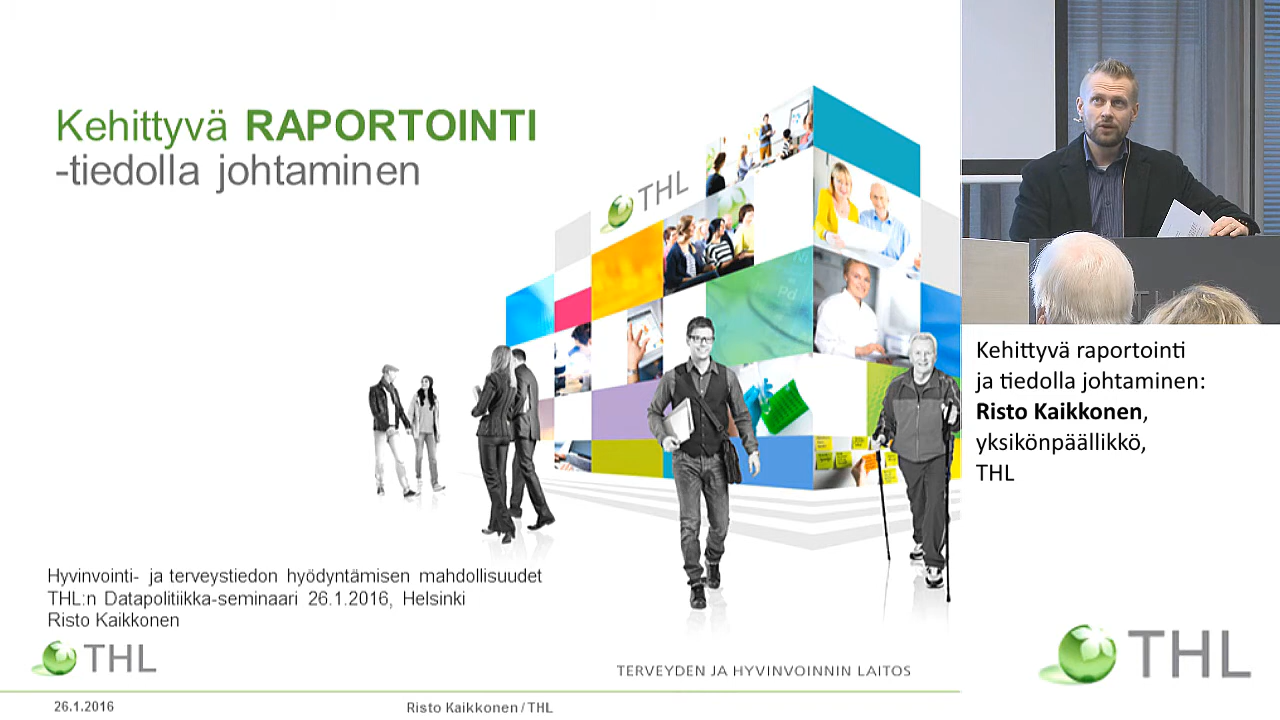 Kehittyvä RAPORTOINTI
-tiedolla johtaminen
THL
Rd
Hyvinvointi- ja terveystiedon hyödyntämisen mahdollisuudet
THL:n Datapolitiikka-seminaari 26.1.2016, Helsinki
Risto Kaikkonen
THL
TERVEYDEN JA HYVINVOINNIN LAITOS
26.1.2016
Risto Kaikkonen / THL
Kehittyvä raportointi
ja tiedolla johtaminen:
Risto Kaikkonen,
yksikönpäällikkö,
THL
THL